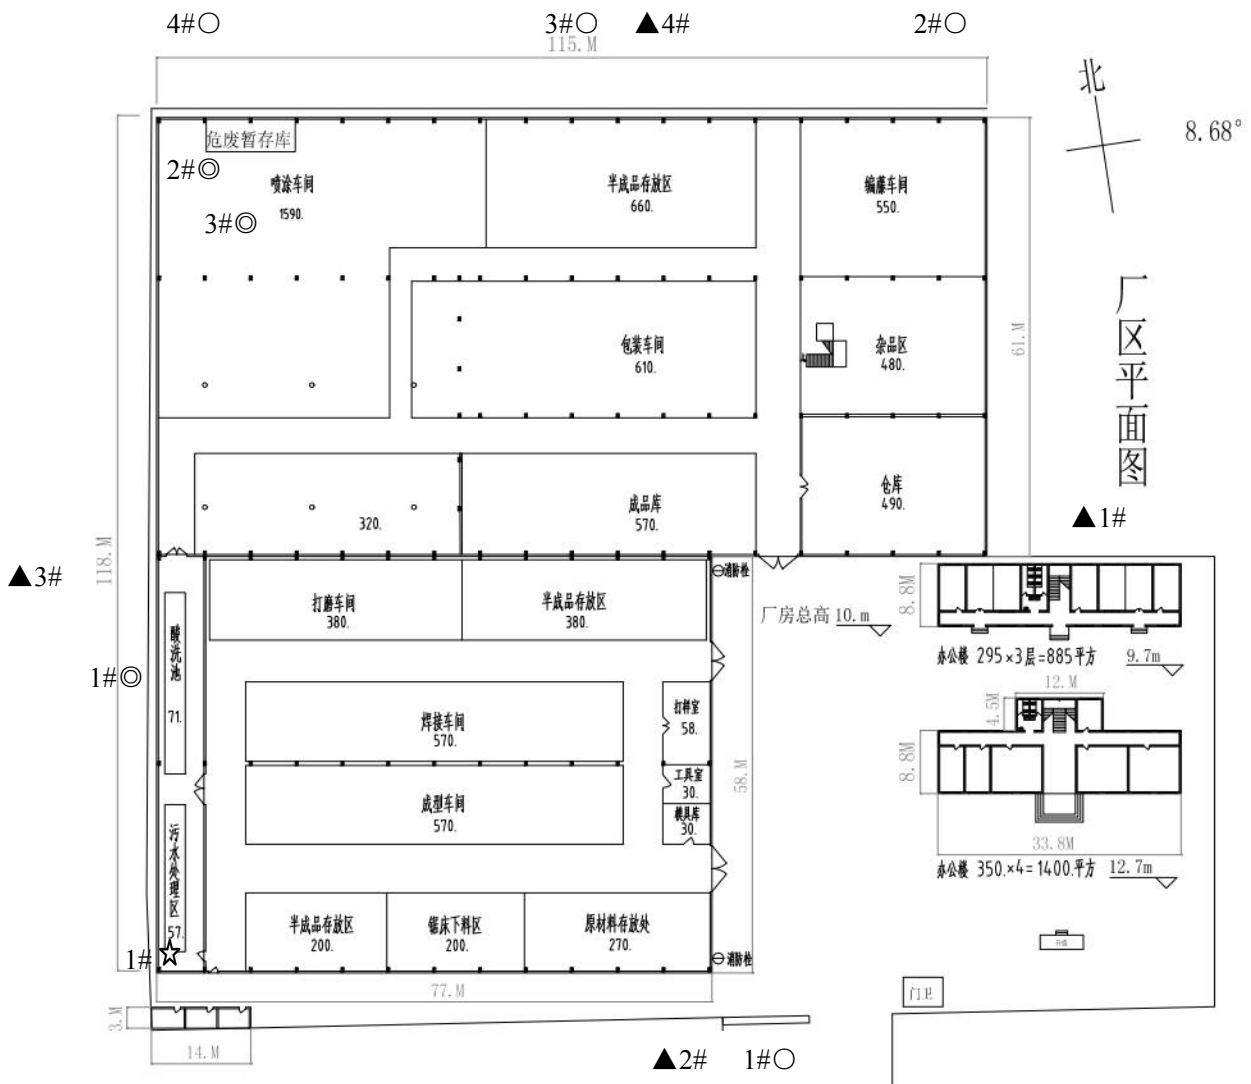 4#○ 3#○ ▲4# 2#○
115.M
北
8.68°
危废暂存库
2#◎
喷涂车间
1590.
半成品存放区
660.
编藤车间
550.
3#◎
厂区平面图
61.M
包装车间
610.
杂品区
480.
仓库
490.
成品库
570.
320.
▲1#
118.M
▲3#
消防栓
打磨车间
380.
半成品存放区
380.
厂房总高 10.m
8.8M
办公楼 295×3层=885平方 9.7m
酸洗池
71.
1#◎
12.M
4.5M
打样室
58.
焊接车间
570.
8.8M
工具室
30.
58.M
成型车间
570.
模具库
30.
33.8M
办公楼 350.×4=1400.平方 12.7m
污水处理区
57.
半成品存放区
200.
锯床下料区
200.
原材料存放处
270.
1#☆
消防栓
77.M
门卫
3.M
14.M
▲2# 1#○